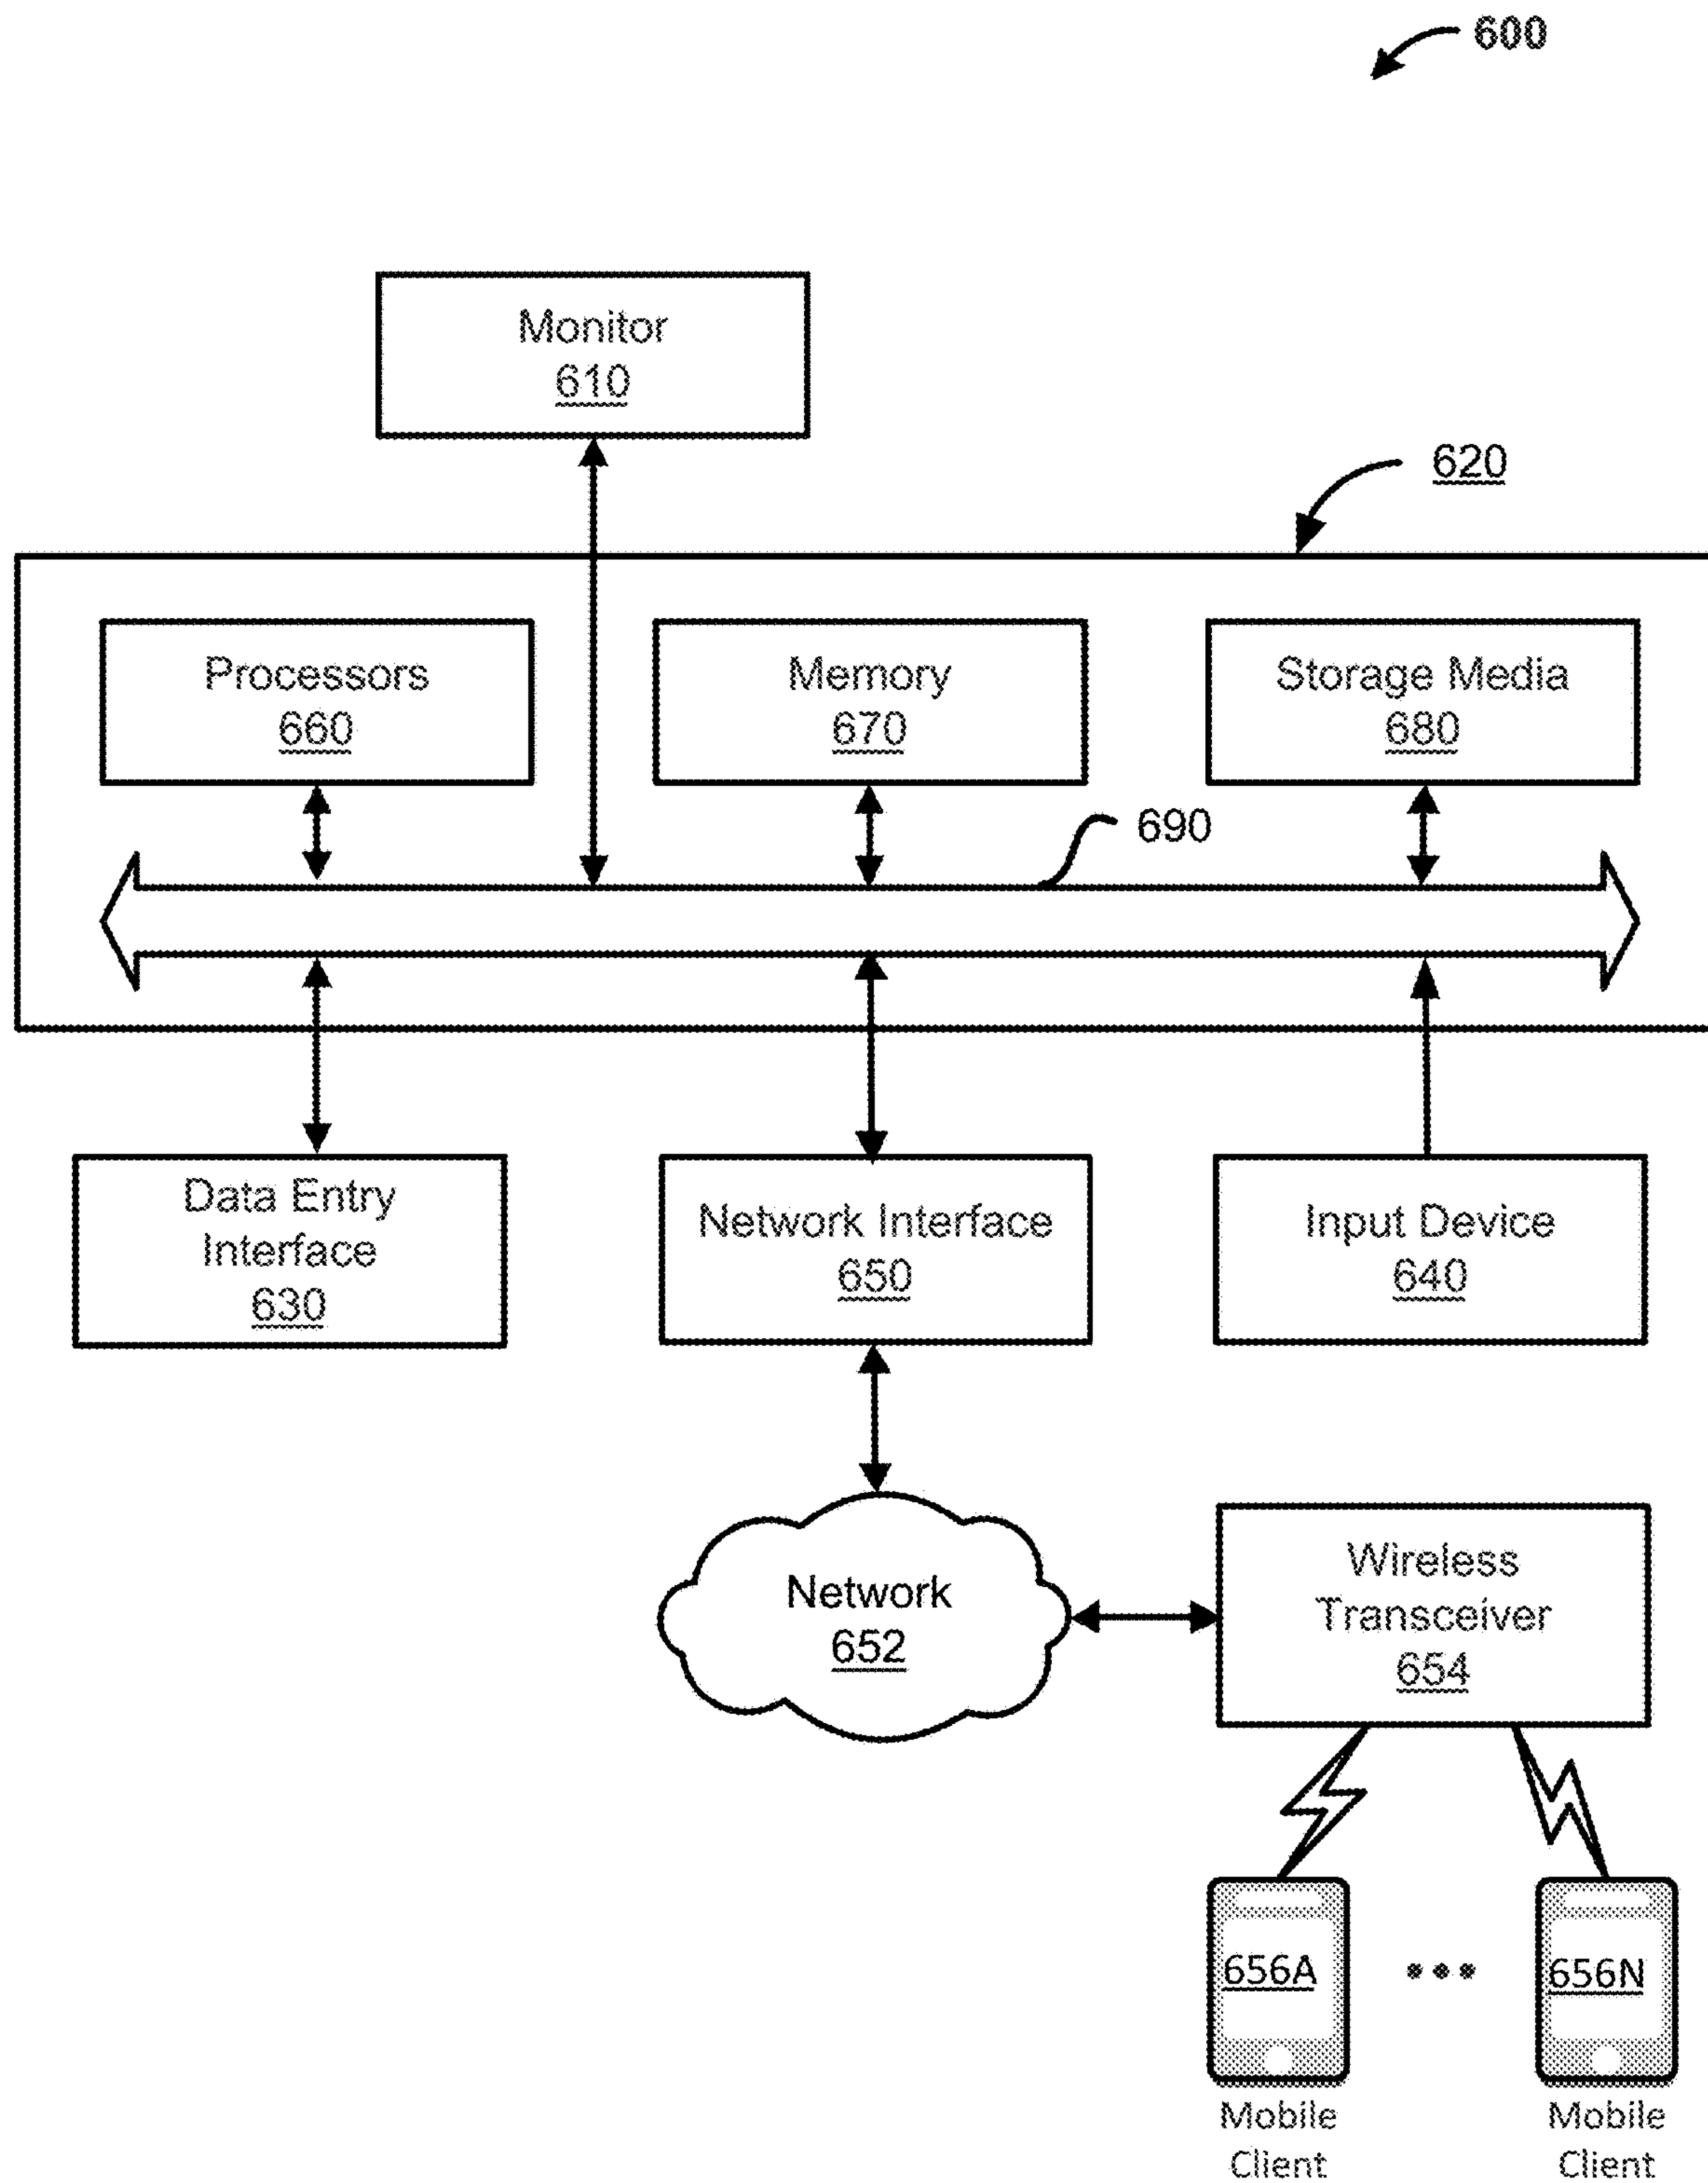 600
Monitor
610
620
Processors
660
Memory
670
Storage Media
680
690
Data Entry
Interface
630
Network Interface
650
Input Device
640
Network
652
Wireless
Transceiver
654
656A
656N
Mobile
Client
Mobile
Client